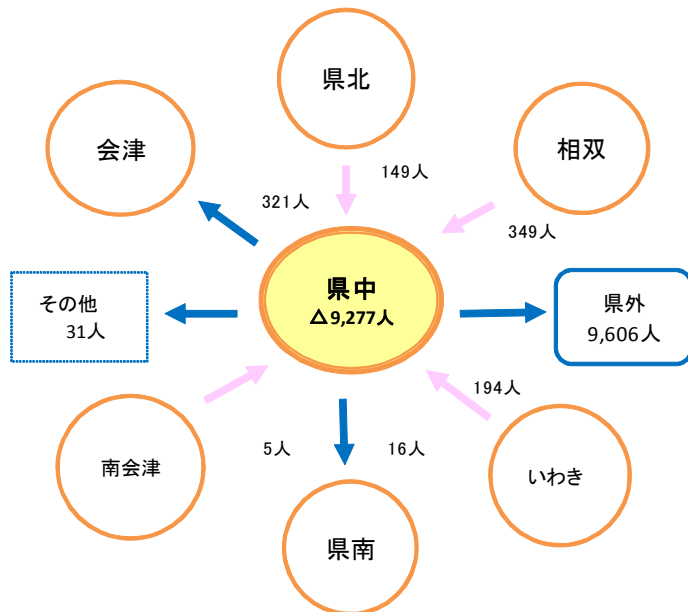 県北
会津
相双
149人
321人
349人
県中
△9,277人
その他
31人
県外
9,606人
194人
南会津
5人
16人
いわき
県南